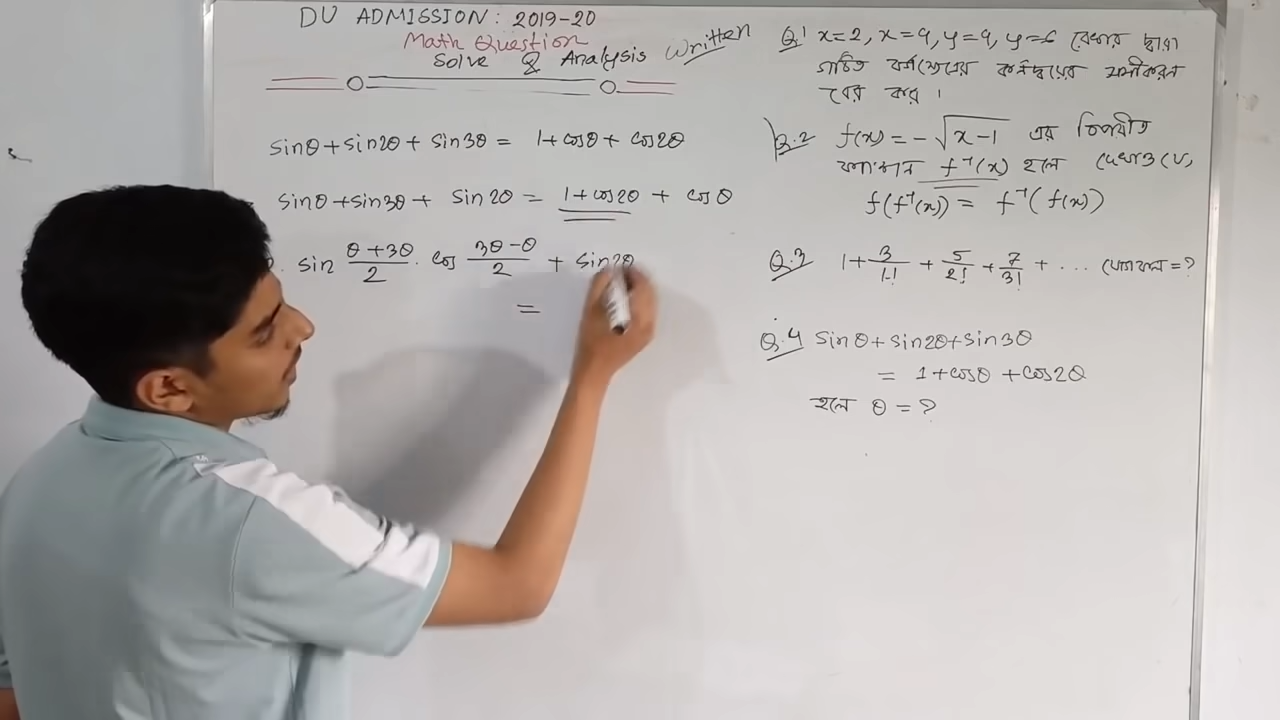 DU ADMISSION: 2019-20
Math Question
Solve & Analysis Written
sinθ+sin2θ+ sin3θ = 1+cosθ+ cos2θ
sinθ+sin3θ+ sin2θ = 1+cos2θ + cosθ
2. sin (θ+3θ)/2 . cos (3θ-θ)/2 + sin2θ
=
Q.1 x=2, x=9, y=9, y=6 রেখার দ্বারা
গঠিত বর্গক্ষেত্রের কর্ণদ্বয়ের সমীকরণ
বের কর।
Q.2 f(x) = -√(x-1) এর বিপরীত
ফাংশন f⁻¹(x) হলে দেখাও যে,
f(f⁻¹(x)) = f⁻¹(f(x))
Q.3 1+ 3/1! + 5/2! + 7/3! + ... যোগফল=?
Q.4 sinθ+sin2θ+sin3θ
= 1+cosθ+cos2θ
হলে θ=?